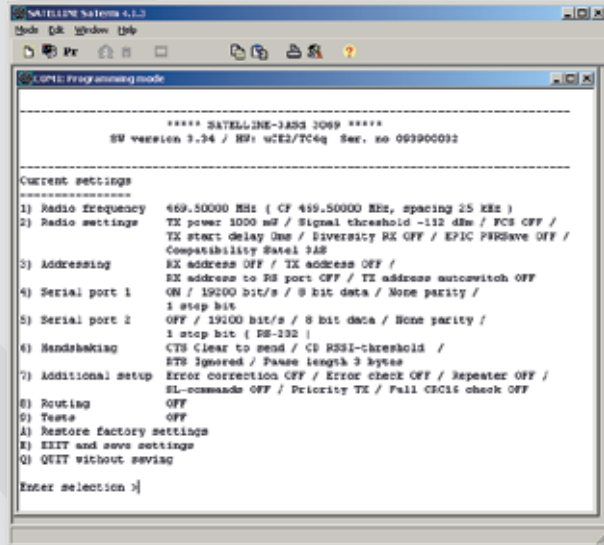 SATELLINE SaTerm 4.1.3
Mode Edit Window Help
Pr
COM1: Programming mode
***** SATELLINE-3ASd 3069 *****
SW version 3.34 / HW: uCE2/TC4q Ser. no 093900032
Current settings
1) Radio frequency 469.50000 MHz ( CF 459.50000 MHz, spacing 25 kHz )
2) Radio settings TX power 1000 mW / Signal threshold -112 dBm / FCS OFF /
TX start delay 0ms / Diversity RX OFF / EPIC PWRSave OFF /
Compatibility Satel 3AS
3) Addressing RX address OFF / TX address OFF /
RX address to RS port OFF / TX address autoswitch OFF
4) Serial port 1 ON / 19200 bit/s / 8 bit data / None parity /
1 stop bit
5) Serial port 2 OFF / 19200 bit/s / 8 bit data / None parity /
1 stop bit ( RS-232 )
6) Handshaking CTS Clear to send / CD RSSI-threshold /
RTS Ignored / Pause length 3 bytes
7) Additional setup Error correction OFF / Error check OFF / Repeater OFF /
SL-commands OFF / Priority TX / Full CRC16 check OFF
8) Routing OFF
9) Tests OFF
A) Restore factory settings
E) EXIT and save settings
Q) QUIT without saving
Enter selection >